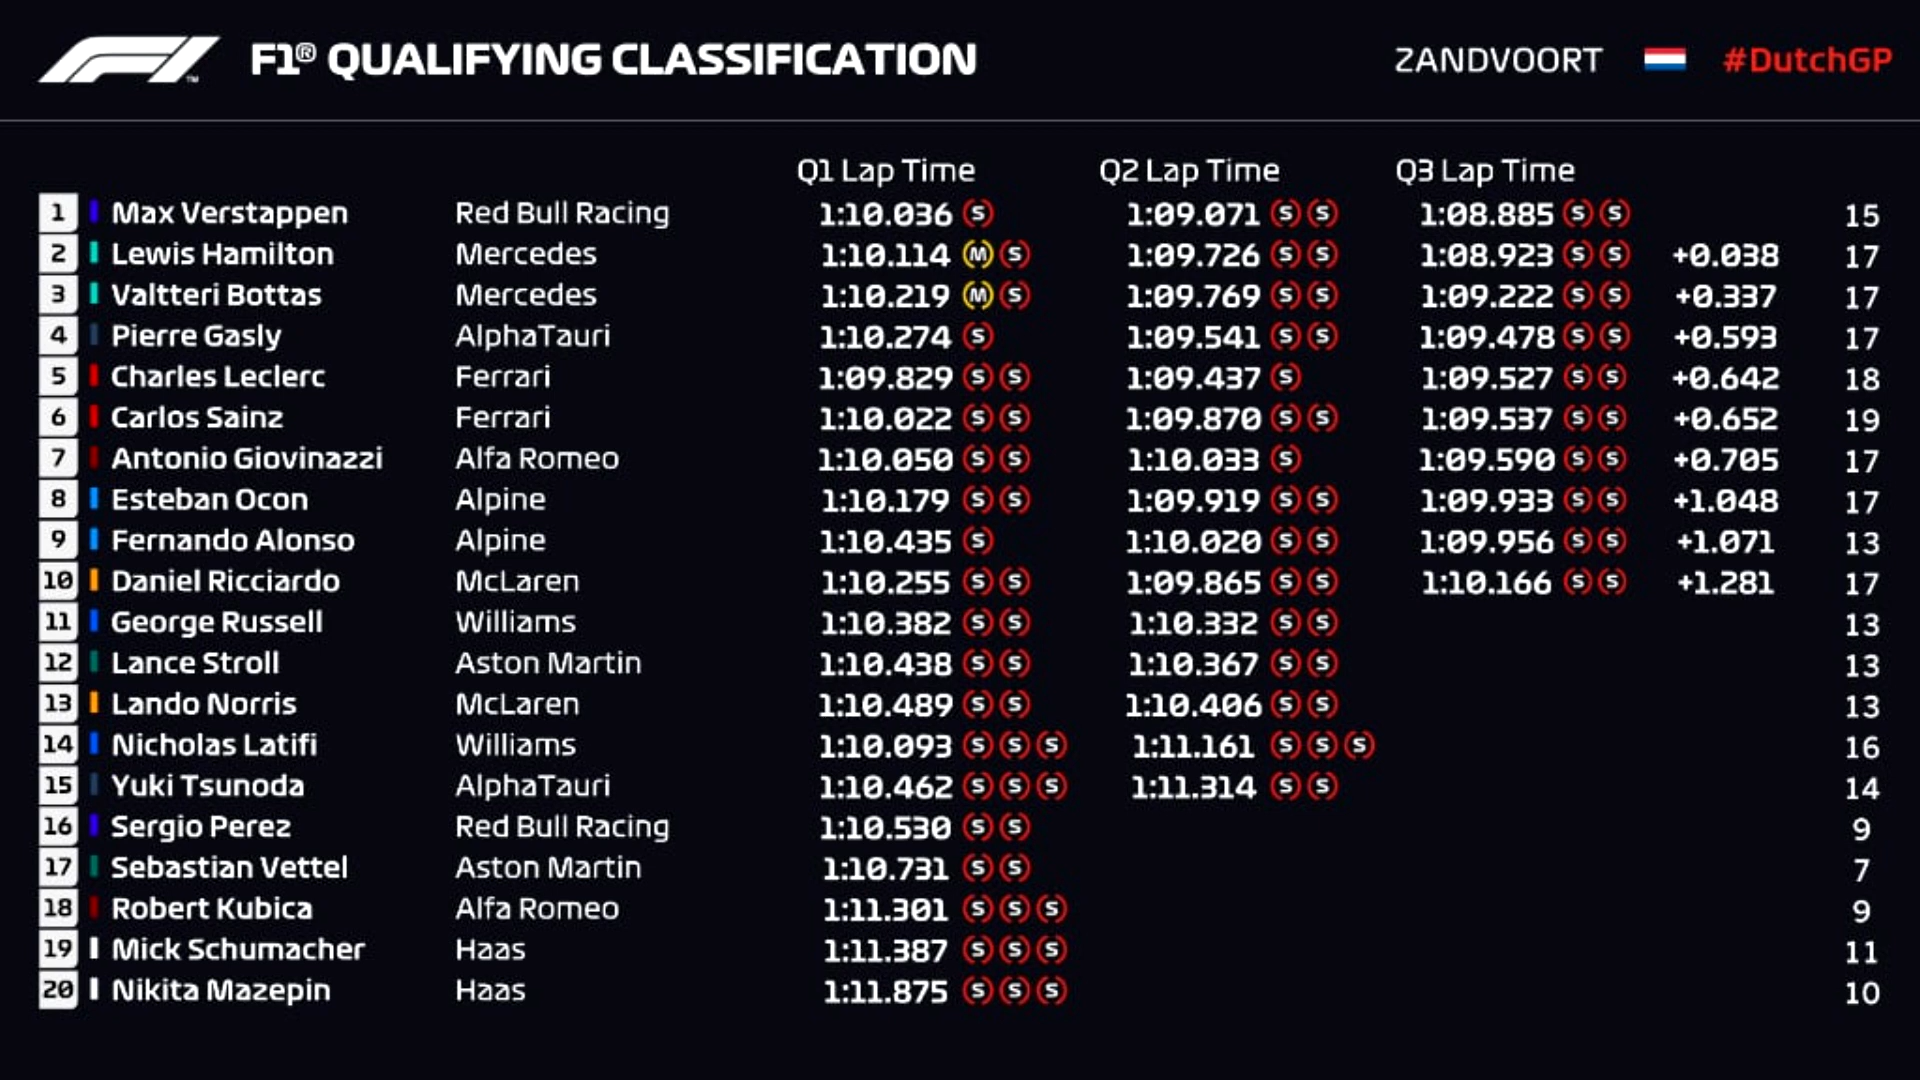 F1 ™ F1® QUALIFYING CLASSIFICATION ZANDVOORT #DutchGP
Q1 Lap Time Q2 Lap Time Q3 Lap Time
1 Max Verstappen Red Bull Racing 1:10.036 S 1:09.071 S S 1:08.885 S S 15
2 Lewis Hamilton Mercedes 1:10.114 M S 1:09.726 S S 1:08.923 S S +0.038 17
3 Valtteri Bottas Mercedes 1:10.219 M S 1:09.769 S S 1:09.222 S S +0.337 17
4 Pierre Gasly AlphaTauri 1:10.274 S 1:09.541 S S 1:09.478 S S +0.593 17
5 Charles Leclerc Ferrari 1:09.829 S S 1:09.437 S 1:09.527 S S +0.642 18
6 Carlos Sainz Ferrari 1:10.022 S S 1:09.870 S S 1:09.537 S S +0.652 19
7 Antonio Giovinazzi Alfa Romeo 1:10.050 S S 1:10.033 S 1:09.590 S S +0.705 17
8 Esteban Ocon Alpine 1:10.179 S S 1:09.919 S S 1:09.933 S S +1.048 17
9 Fernando Alonso Alpine 1:10.435 S 1:10.020 S S 1:09.956 S S +1.071 13
10 Daniel Ricciardo McLaren 1:10.255 S S 1:09.865 S S 1:10.166 S S +1.281 17
11 George Russell Williams 1:10.382 S S 1:10.332 S S 13
12 Lance Stroll Aston Martin 1:10.438 S S 1:10.367 S S 13
13 Lando Norris McLaren 1:10.489 S S 1:10.406 S S 13
14 Nicholas Latifi Williams 1:10.093 S S S 1:11.161 S S S 16
15 Yuki Tsunoda AlphaTauri 1:10.462 S S S 1:11.314 S S 14
16 Sergio Perez Red Bull Racing 1:10.530 S S 9
17 Sebastian Vettel Aston Martin 1:10.731 S S 7
18 Robert Kubica Alfa Romeo 1:11.301 S S S 9
19 Mick Schumacher Haas 1:11.387 S S S 11
20 Nikita Mazepin Haas 1:11.875 S S S 10